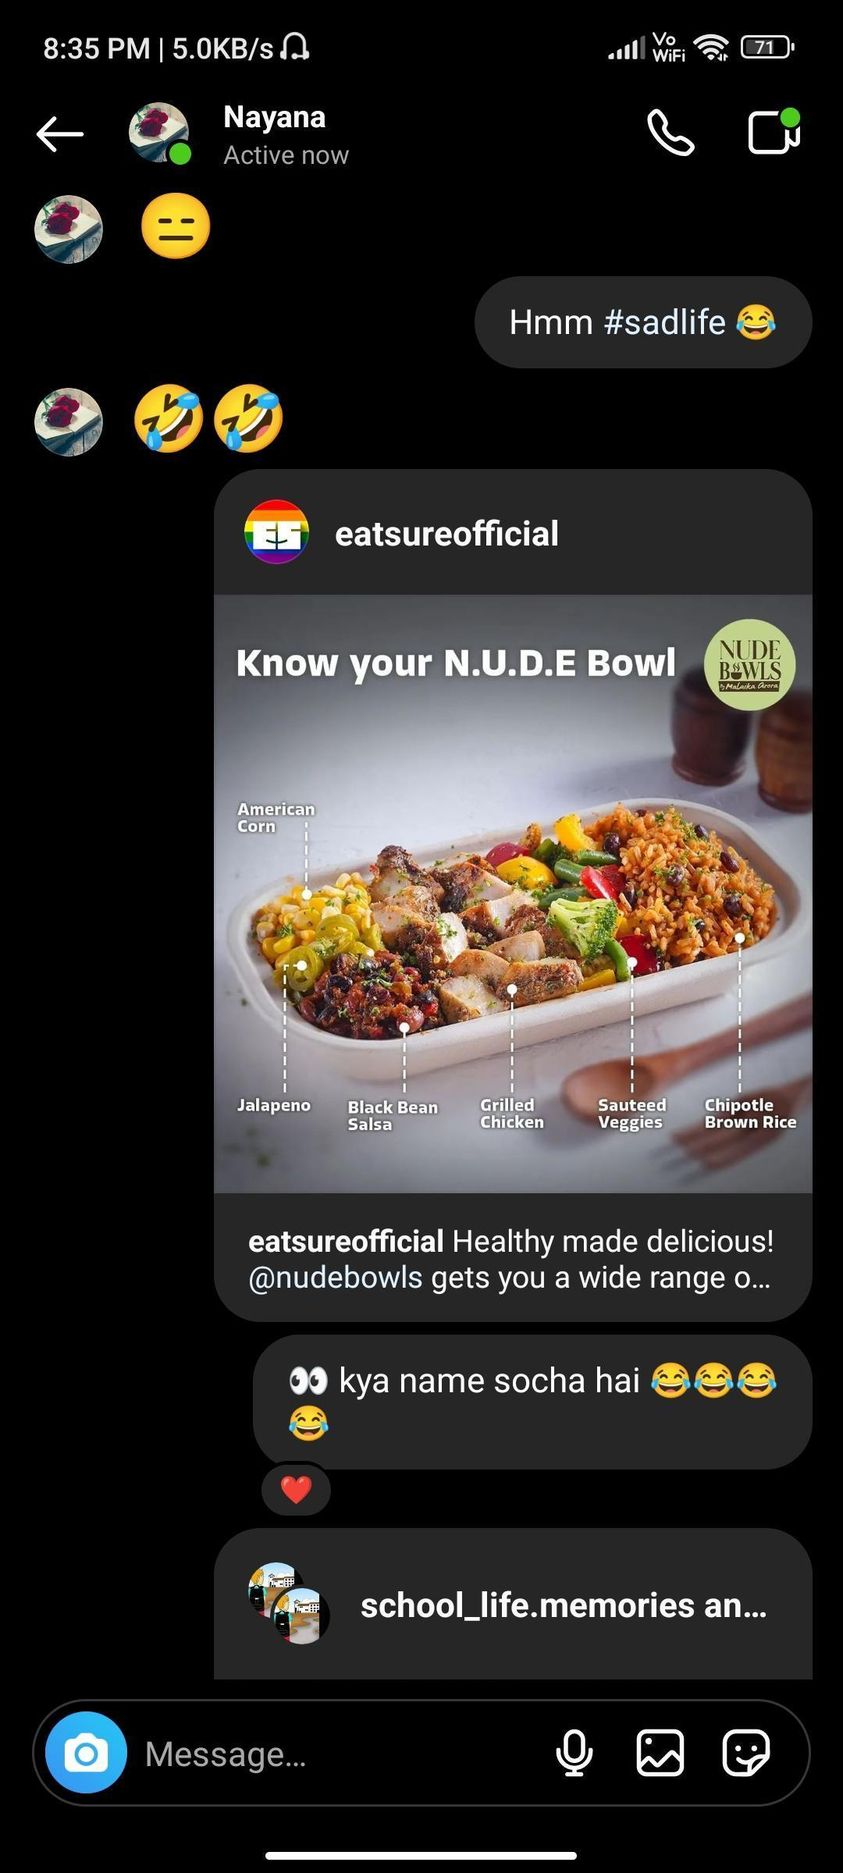 8:35 PM | 5.0KB/s
Vo
WiFi
71
Nayana
Active now
😑
Hmm #sadlife 😂
🤣🤣
ES
eatsureofficial
Know your N.U.D.E Bowl
NUDE
BOWLS
by Malaika Arora
American
Corn
Jalapeno
Black Bean
Salsa
Grilled
Chicken
Sauteed
Veggies
Chipotle
Brown Rice
eatsureofficial Healthy made delicious!
@nudebowls gets you a wide range o...
👀 kya name socha hai 😂😂😂
😂
❤️
school_life.memories an...
Message...